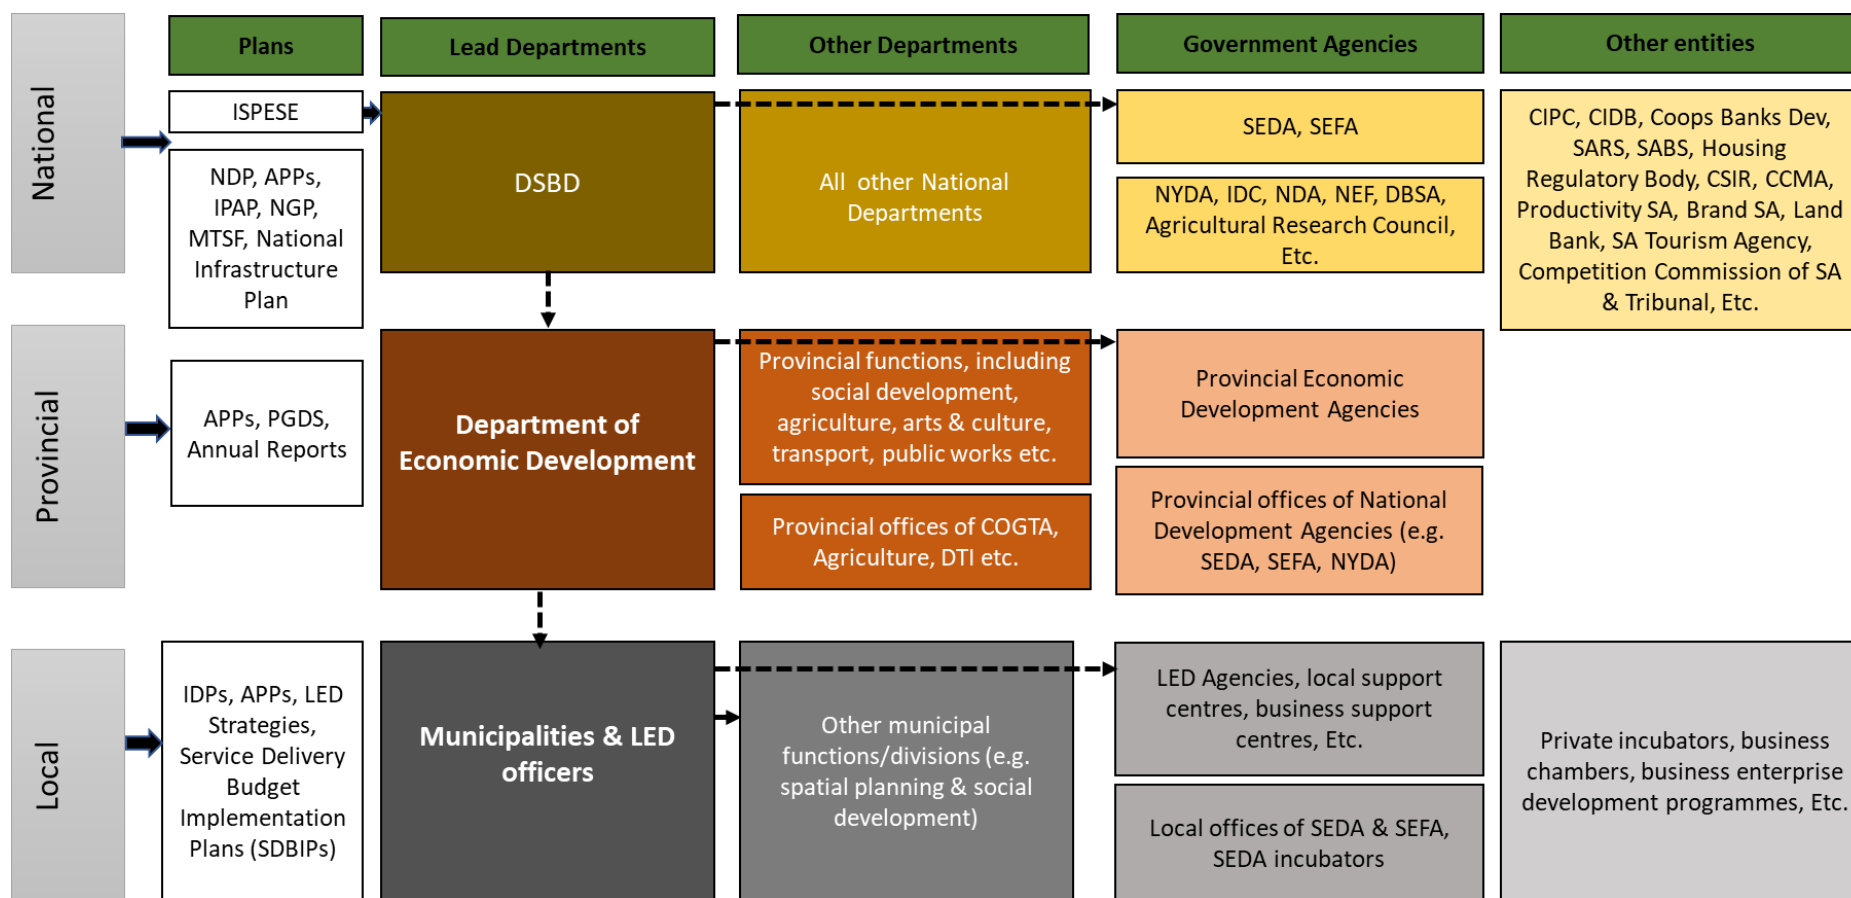 Plans
Lead Departments
Other Departments
Government Agencies
Other entities
National
ISPESE
NDP, APPs,
IPAP, NGP,
MTSF, National
Infrastructure
Plan
DSBD
All other National
Departments
SEDA, SEFA
NYDA, IDC, NDA, NEF, DBSA,
Agricultural Research Council,
Etc.
CIPC, CIDB, Coops Banks Dev,
SARS, SABS, Housing
Regulatory Body, CSIR, CCMA,
Productivity SA, Brand SA, Land
Bank, SA Tourism Agency,
Competition Commission of SA
& Tribunal, Etc.
Provincial
APPs, PGDS,
Annual Reports
Department of
Economic Development
Provincial functions, including
social development,
agriculture, arts & culture,
transport, public works etc.
Provincial offices of COGTA,
Agriculture, DTI etc.
Provincial Economic
Development Agencies
Provincial offices of National
Development Agencies (e.g.
SEDA, SEFA, NYDA)
Local
IDPs, APPs, LED
Strategies,
Service Delivery
Budget
Implementation
Plans (SDBIPs)
Municipalities & LED
officers
Other municipal
functions/divisions (e.g.
spatial planning & social
development)
LED Agencies, local support
centres, business support
centres, Etc.
Local offices of SEDA & SEFA,
SEDA incubators
Private incubators, business
chambers, business enterprise
development programmes, Etc.